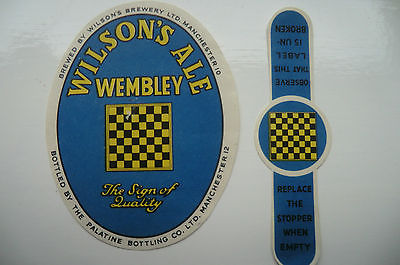 BREWED BY WILSON'S BREWERY LTD. MANCHESTER.10
WILSON'S ALE
WEMBLEY
The Sign of
Quality
BOTTLED BY THE PALATINE BOTTLING CO. LTD. MANCHESTER.12
OBSERVE
THAT THIS
LABEL
IS UN-
BROKEN
REPLACE
THE
STOPPER
WHEN
EMPTY